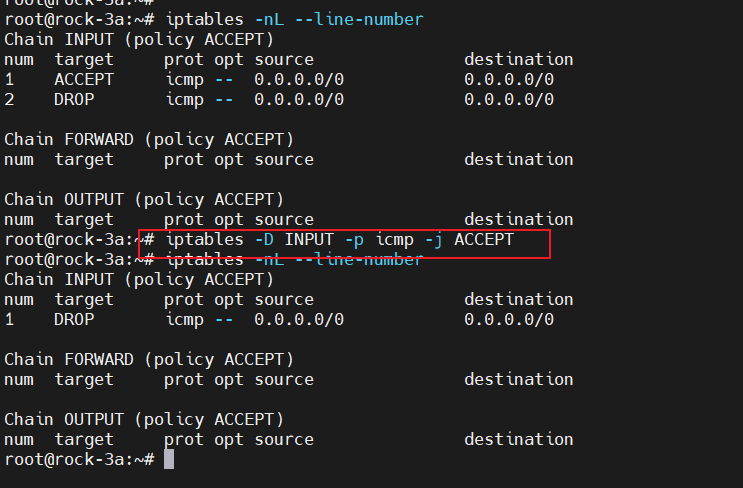 root@rock-3a:~#
root@rock-3a:~# iptables -nL --line-number
Chain INPUT (policy ACCEPT)
num  target     prot opt source               destination
1    ACCEPT     icmp --  0.0.0.0/0            0.0.0.0/0
2    DROP       icmp --  0.0.0.0/0            0.0.0.0/0

Chain FORWARD (policy ACCEPT)
num  target     prot opt source               destination

Chain OUTPUT (policy ACCEPT)
num  target     prot opt source               destination
root@rock-3a:~# iptables -D INPUT -p icmp -j ACCEPT
root@rock-3a:~# iptables -nL --line-number
Chain INPUT (policy ACCEPT)
num  target     prot opt source               destination
1    DROP       icmp --  0.0.0.0/0            0.0.0.0/0

Chain FORWARD (policy ACCEPT)
num  target     prot opt source               destination

Chain OUTPUT (policy ACCEPT)
num  target     prot opt source               destination
root@rock-3a:~#